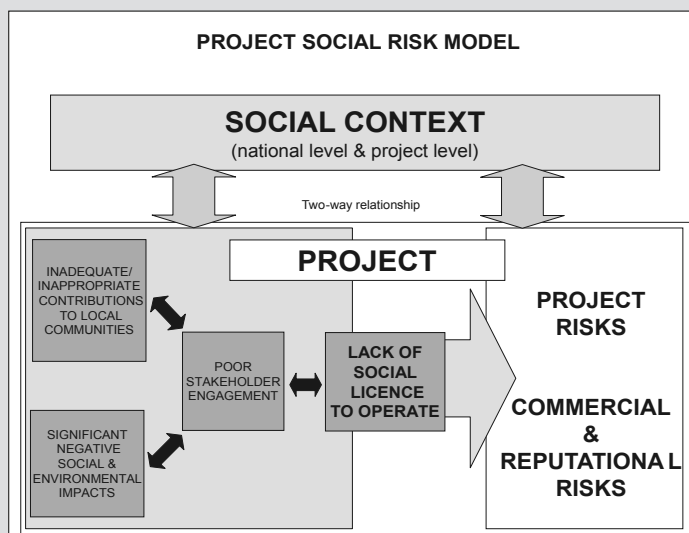 PROJECT SOCIAL RISK MODEL
SOCIAL CONTEXT
(national level & project level)
Two-way relationship
PROJECT
INADEQUATE/
INAPPROPRIATE
CONTRIBUTIONS
TO LOCAL
COMMUNITIES
POOR
STAKEHOLDER
ENGAGEMENT
SIGNIFICANT
NEGATIVE
SOCIAL &
ENVIRONMENTAL
IMPACTS
LACK OF
SOCIAL
LICENCE
TO OPERATE
PROJECT
RISKS
COMMERCIAL
&
REPUTATIONAL
RISKS